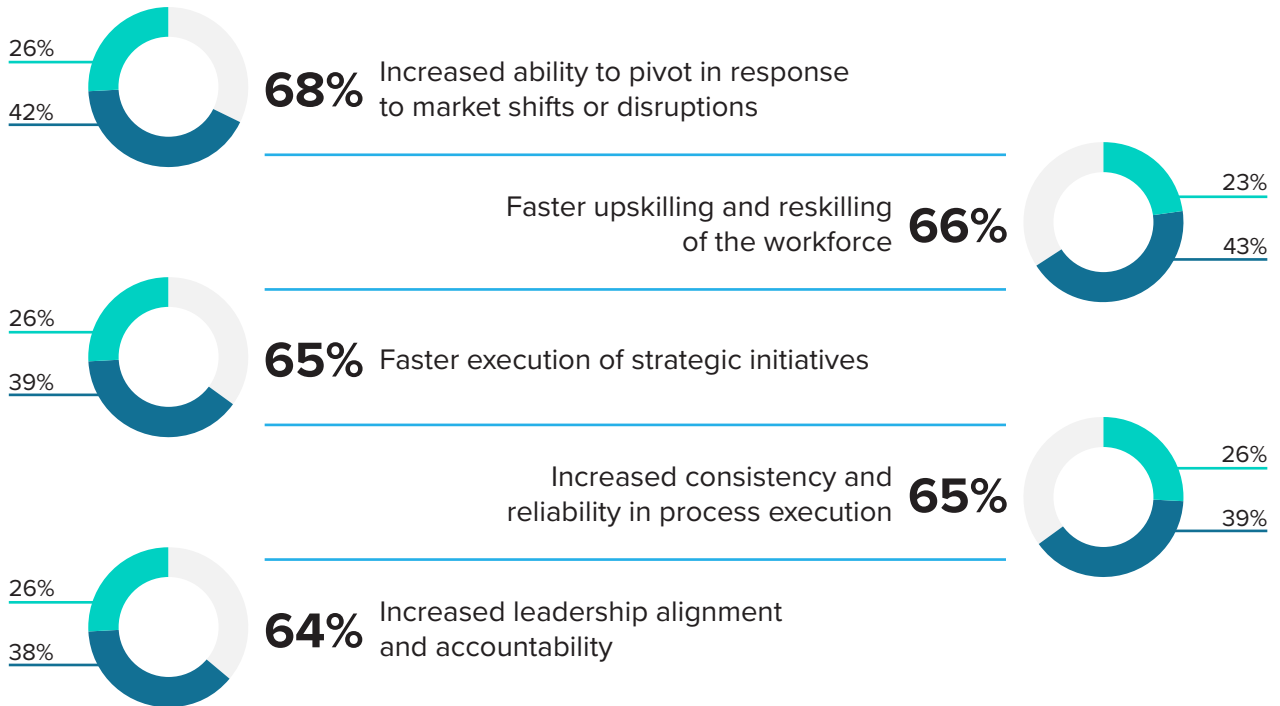 26%
42%
68%
Increased ability to pivot in response
to market shifts or disruptions
Faster upskilling and reskilling
of the workforce
66%
23%
43%
26%
39%
65%
Faster execution of strategic initiatives
Increased consistency and
reliability in process execution
65%
26%
39%
26%
38%
64%
Increased leadership alignment
and accountability